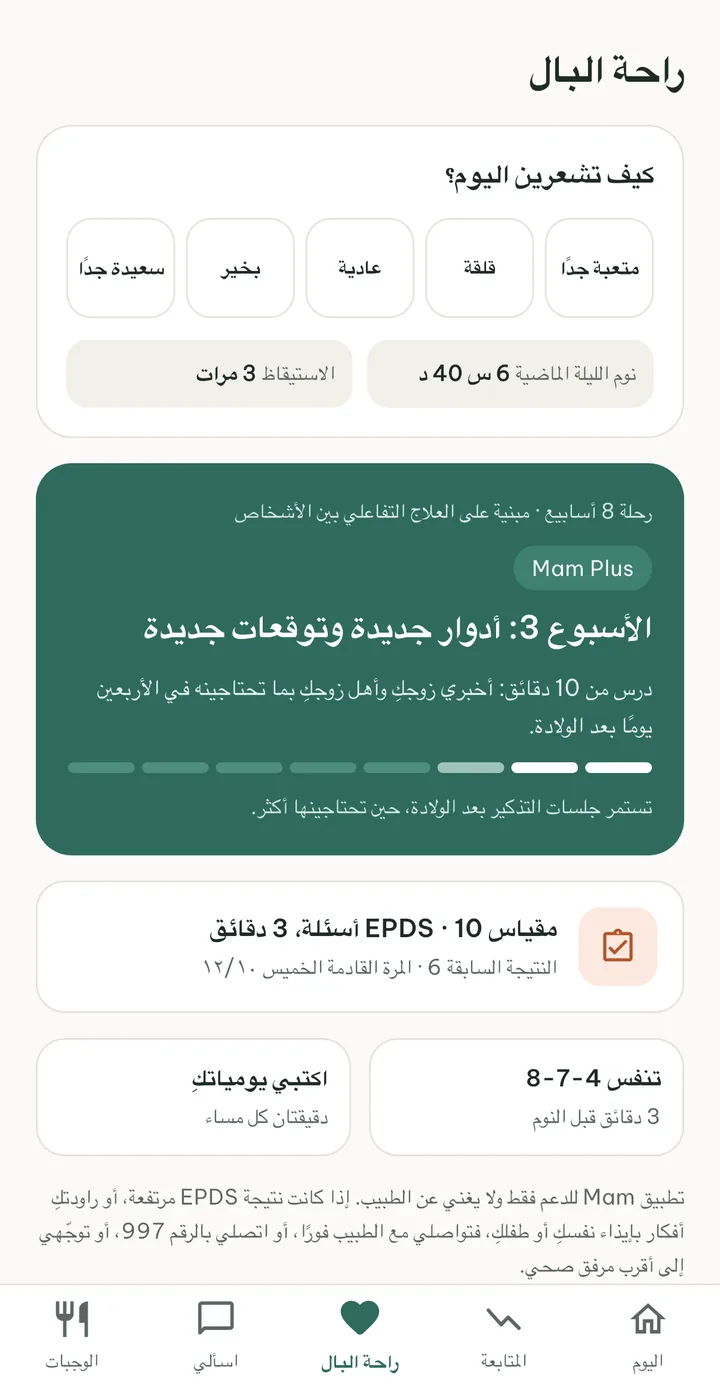 راحة البال
كيف تشعرين اليوم؟
متعبة جدًا
قلقة
عادية
بخير
سعيدة جدًا
نوم الليلة الماضية 6 س 40 د
الاستيقاظ 3 مرات
رحلة 8 أسابيع · مبنية على العلاج التفاعلي بين الأشخاص
Mam Plus
الأسبوع 3: أدوار جديدة وتوقعات جديدة
درس من 10 دقائق: أخبري زوجكِ وأهل زوجكِ بما تحتاجينه في الأربعين
يومًا بعد الولادة.
تستمر جلسات التذكير بعد الولادة، حين تحتاجينها أكثر.
مقياس EPDS · 10 أسئلة، 3 دقائق
النتيجة السابقة 6 · المرة القادمة الخميس ١٢/١٠
تنفس 4-7-8
3 دقائق قبل النوم
اكتبي يومياتكِ
دقيقتان كل مساء
تطبيق Mam للدعم فقط ولا يغني عن الطبيب. إذا كانت نتيجة EPDS مرتفعة، أو راودتكِ
أفكار بإيذاء نفسكِ أو طفلكِ، فتواصلي مع الطبيب فورًا، أو اتصلي بالرقم 997، أو توجّهي
إلى أقرب مرفق صحي.
اليوم
المتابعة
راحة البال
اسألي
الوجبات